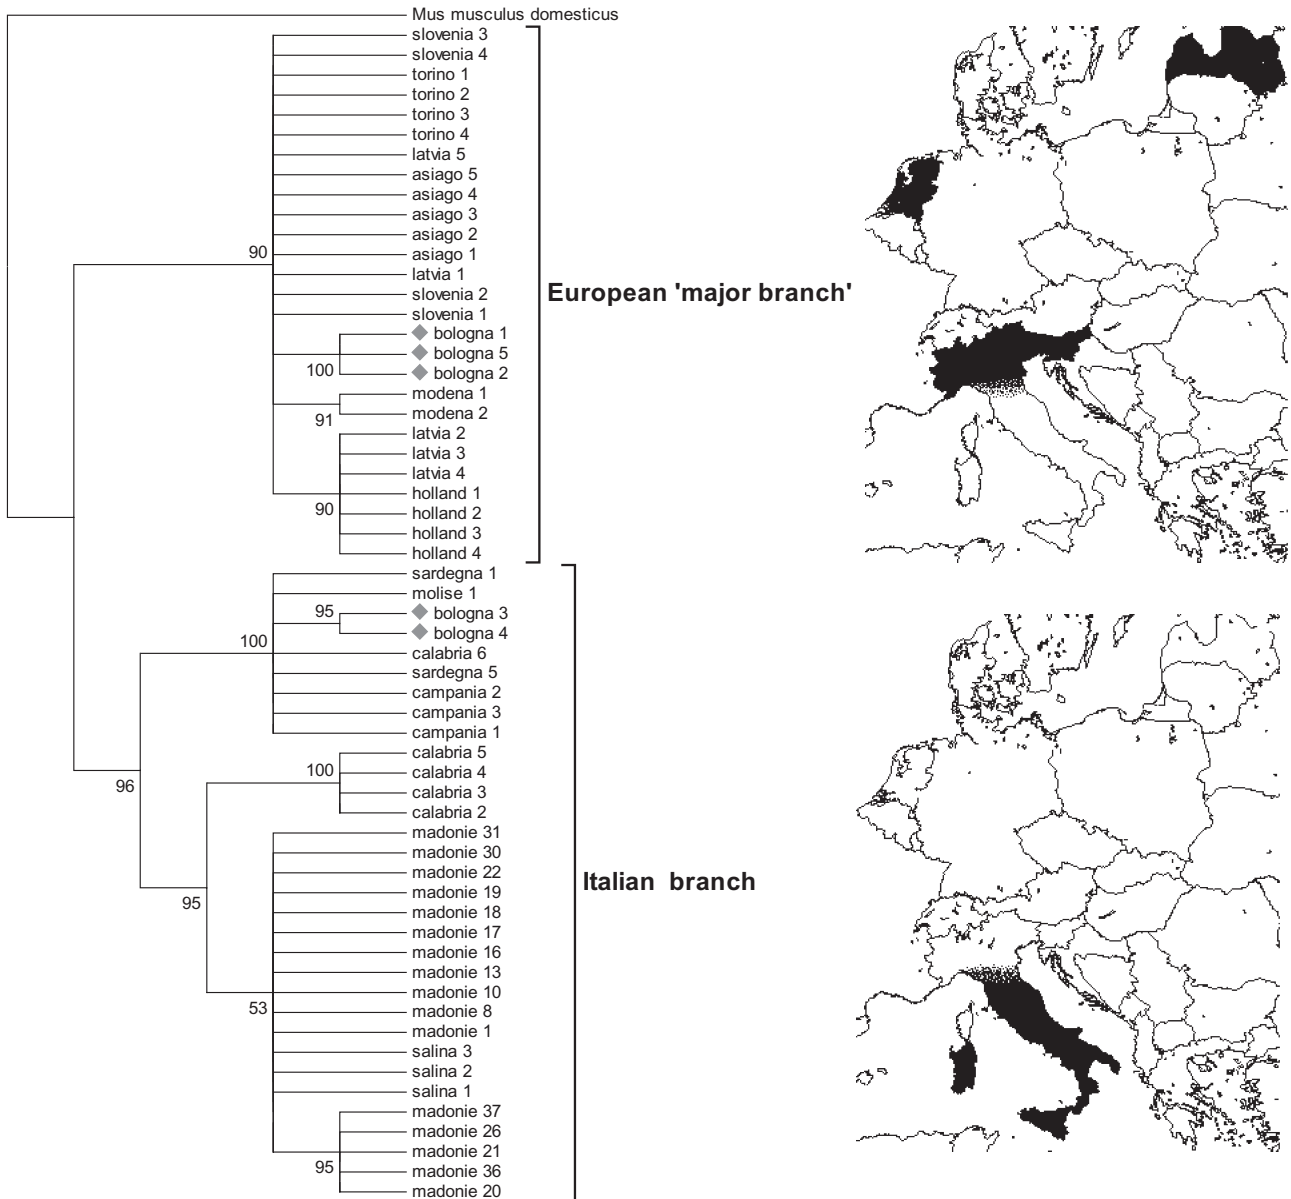 Mus musculus domesticus
slovenia 3
slovenia 4
torino 1
torino 2
torino 3
torino 4
latvia 5
asiago 5
asiago 4
asiago 3
asiago 2
90
asiago 1
latvia 1
European 'major branch'
slovenia 2
slovenia 1
bologna 1
bologna 5
100
bologna 2
modena 1
modena 2
91
latvia 2
latvia 3
latvia 4
holland 1
90
holland 2
holland 3
holland 4
sardegna 1
molise 1
95
bologna 3
bologna 4
100
calabria 6
sardegna 5
campania 2
campania 3
campania 1
calabria 5
100
calabria 4
96
calabria 3
calabria 2
madonie 31
madonie 30
madonie 22
Italian branch
madonie 19
95
madonie 18
madonie 17
madonie 16
madonie 13
madonie 10
53
madonie 8
madonie 1
salina 3
salina 2
salina 1
madonie 37
madonie 26
madonie 21
95
madonie 36
madonie 20